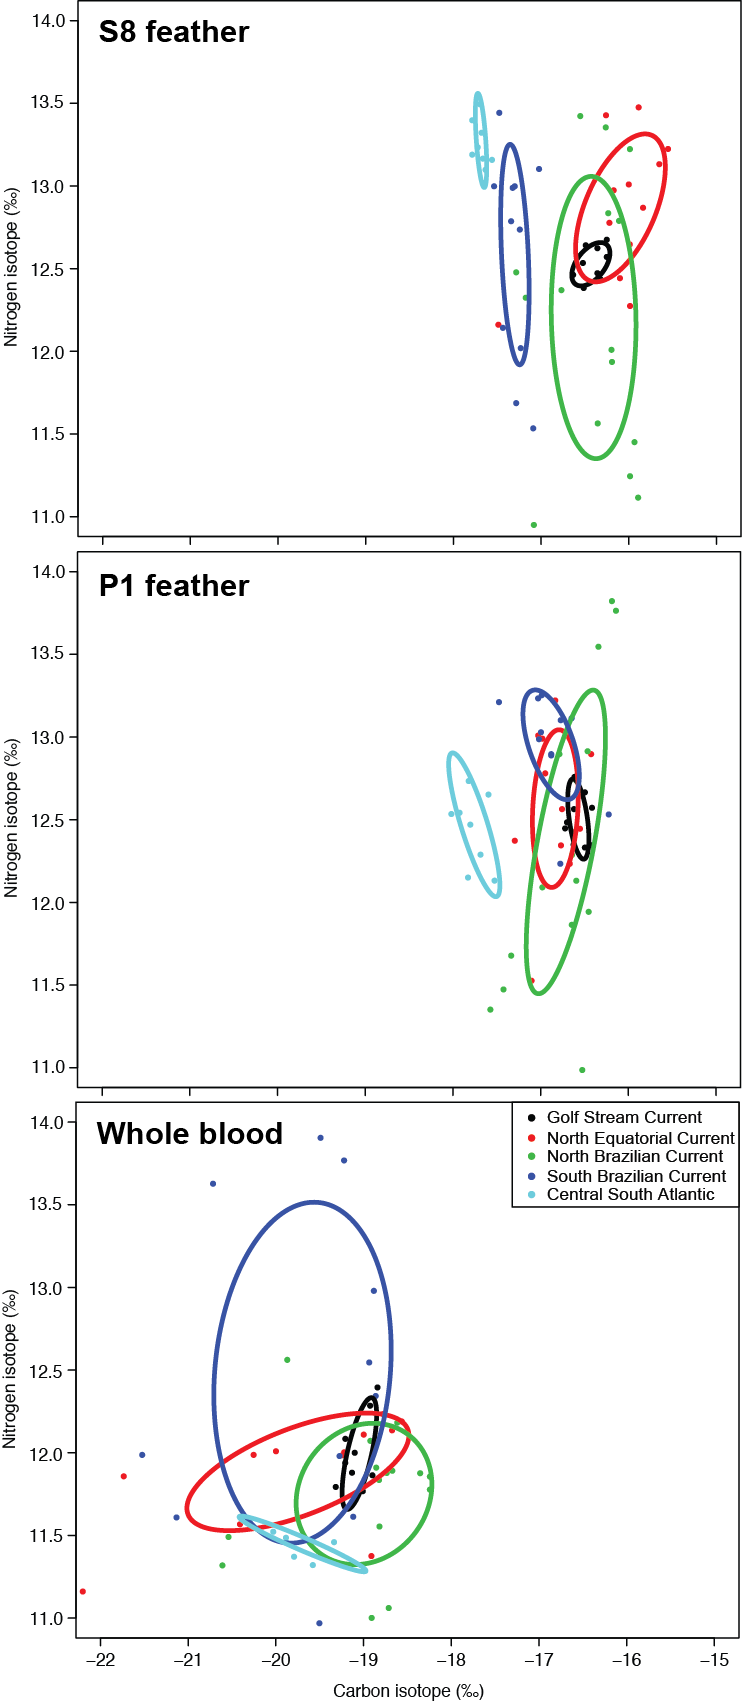 S8 feather
14.0
13.5
13.0
12.5
12.0
11.5
11.0
Nitrogen isotope (‰)
P1 feather
14.0
13.5
13.0
12.5
12.0
11.5
11.0
Nitrogen isotope (‰)
Whole blood
Golf Stream Current
North Equatorial Current
North Brazilian Current
South Brazilian Current
Central South Atlantic
14.0
13.5
13.0
12.5
12.0
11.5
11.0
Nitrogen isotope (‰)
−22 −21 −20 −19 −18 −17 −16 −15
Carbon isotope (‰)